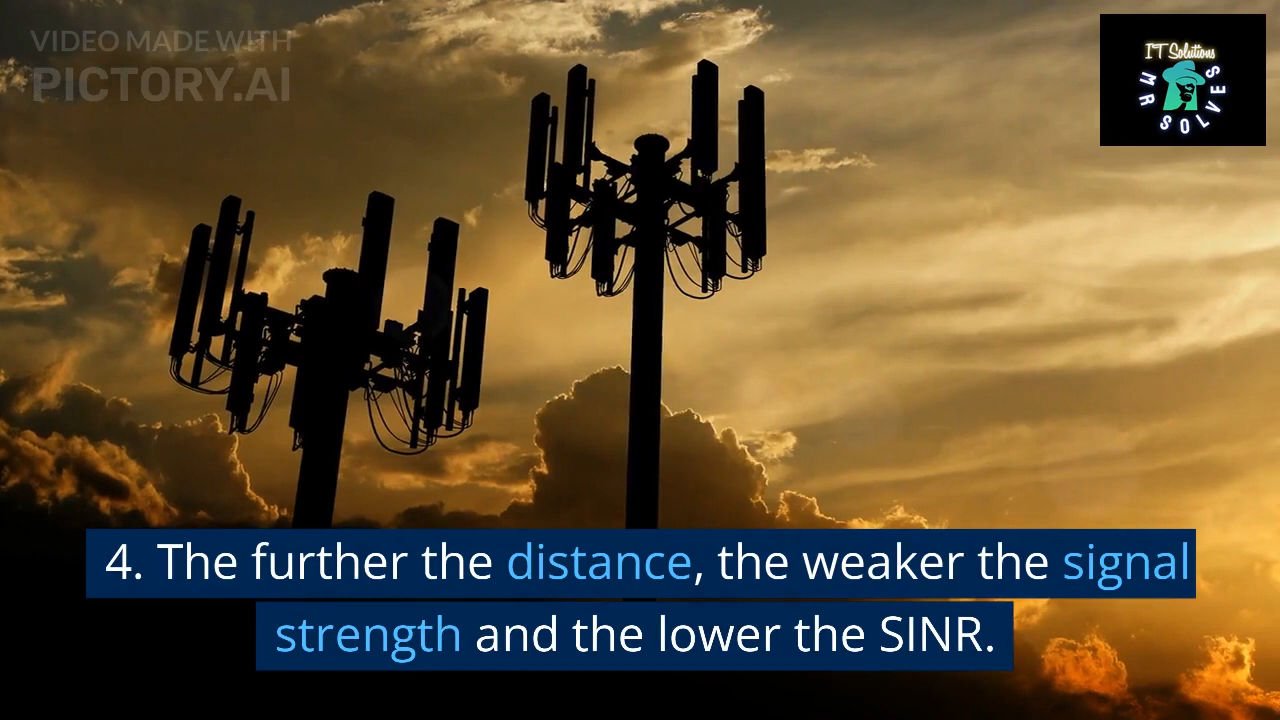 VIDEO MADE WITH
PICTORY.AI
IT Solutions
MR SOLVES
4. The further the distance, the weaker the signal
strength and the lower the SINR.